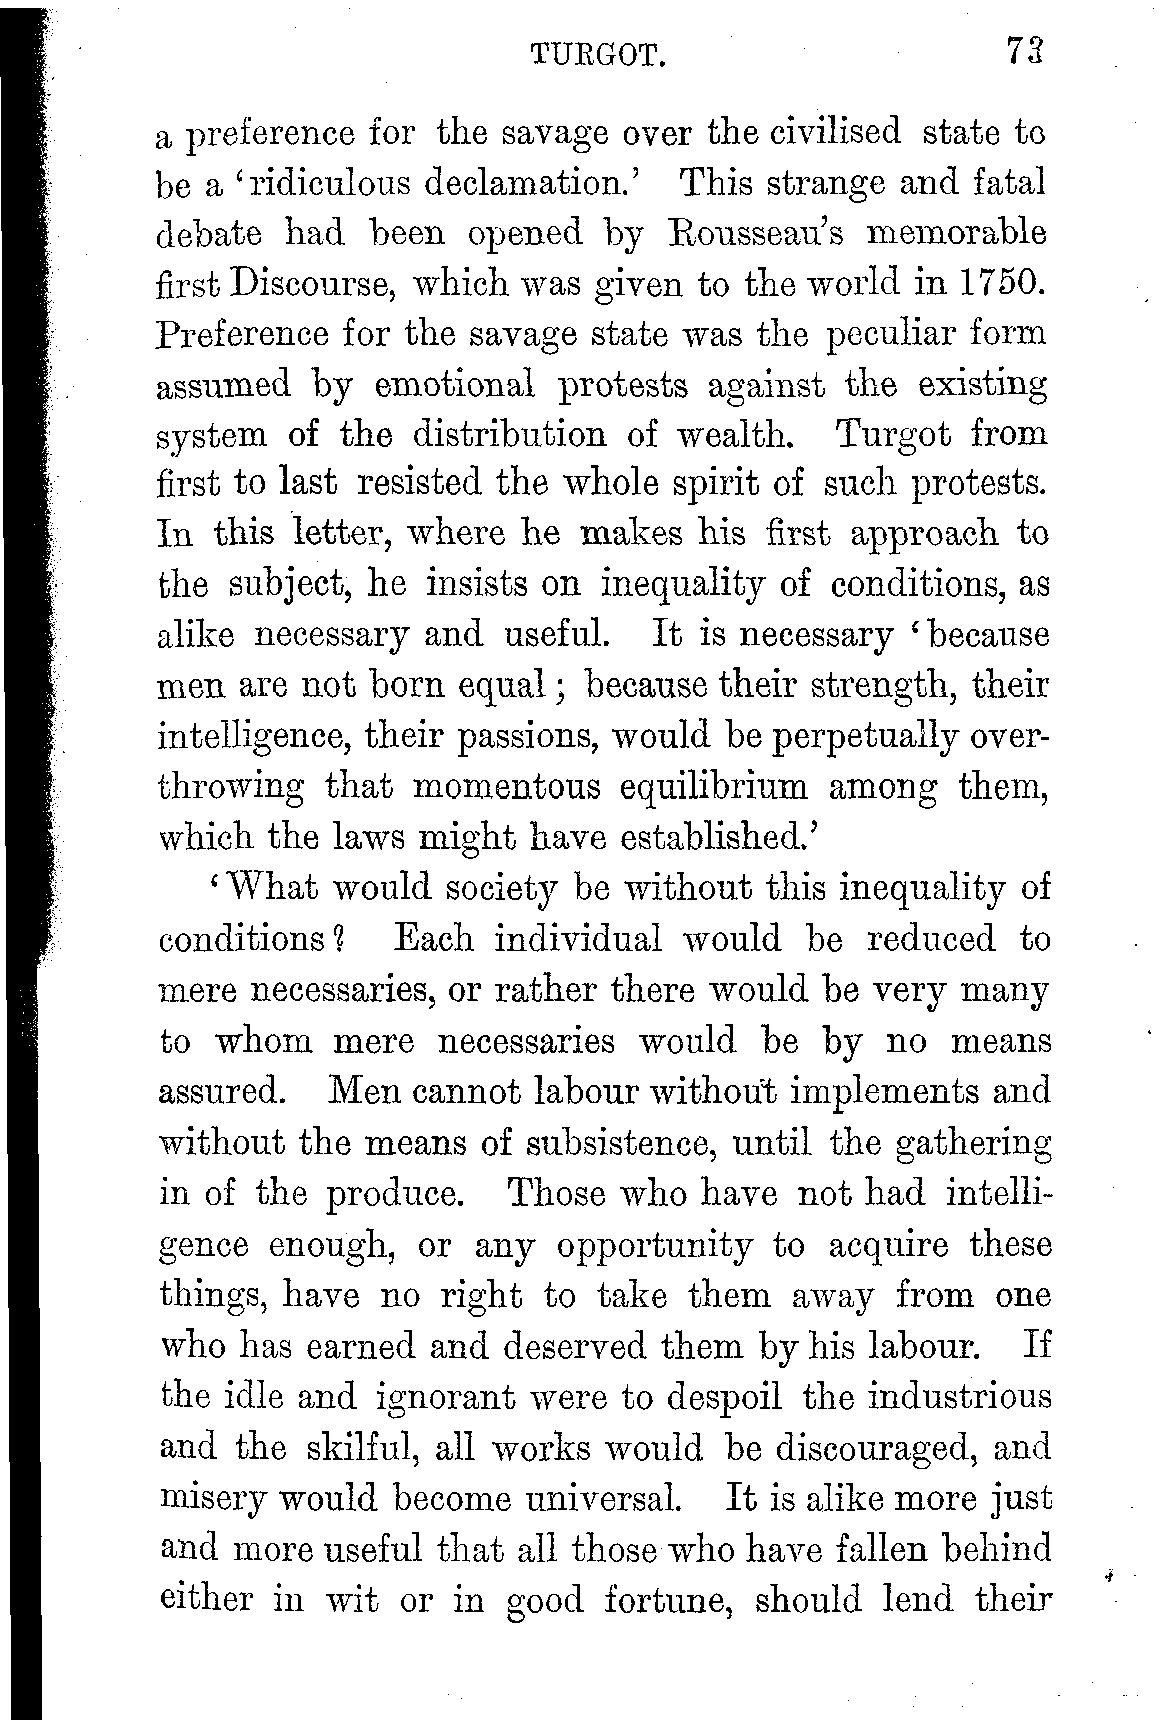 TURGOT. 73
a preference for the savage over the civilised state to
be a ‘ridiculous declamation.’ This strange and fatal
debate had been opened by Rousseau’s memorable
first Discourse, which was given to the world in 1750.
Preference for the savage state was the peculiar form
assumed by emotional protests against the existing
system of the distribution of wealth. Turgot from
first to last resisted the whole spirit of such protests.
In this letter, where he makes his first approach to
the subject, he insists on inequality of conditions, as
alike necessary and useful. It is necessary ‘because
men are not born equal; because their strength, their
intelligence, their passions, would be perpetually over-
throwing that momentous equilibrium among them,
which the laws might have established.’
‘What would society be without this inequality of
conditions? Each individual would be reduced to
mere necessaries, or rather there would be very many
to whom mere necessaries would be by no means
assured. Men cannot labour without implements and
without the means of subsistence, until the gathering
in of the produce. Those who have not had intelli-
gence enough, or any opportunity to acquire these
things, have no right to take them away from one
who has earned and deserved them by his labour. If
the idle and ignorant were to despoil the industrious
and the skilful, all works would be discouraged, and
misery would become universal. It is alike more just
and more useful that all those who have fallen behind
either in wit or in good fortune, should lend their